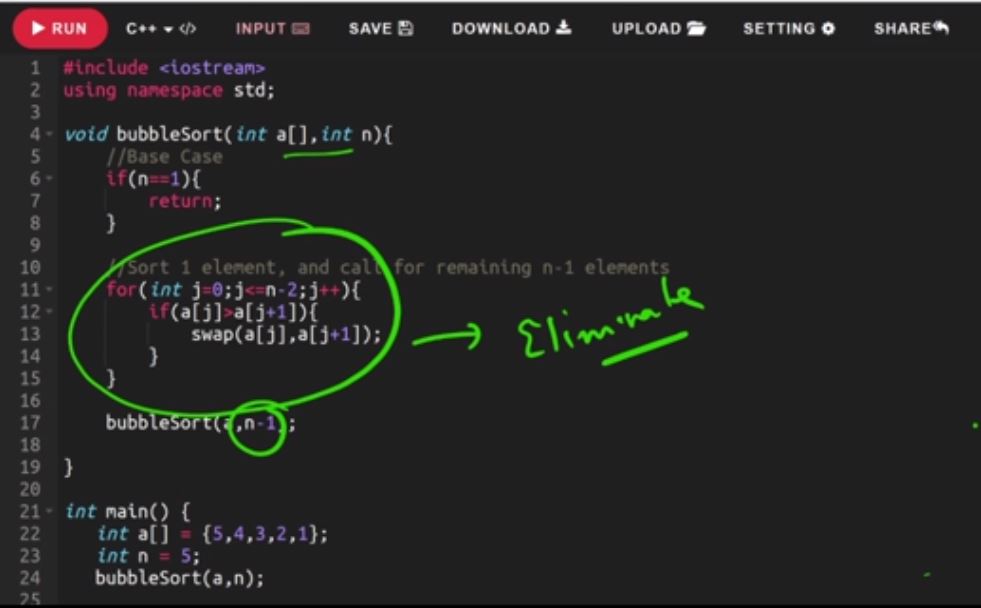 RUN C++ </> INPUT SAVE DOWNLOAD UPLOAD SETTING SHARE
1 #include <iostream>
2 using namespace std;
3
4 void bubbleSort(int a[],int n){
5 //Base Case
6 if(n==1){
7 return;
8 }
9
10 //Sort 1 element, and call for remaining n-1 elements
11 for(int j=0;j<=n-2;j++){
12 if(a[j]>a[j+1]){
13 swap(a[j],a[j+1]);
14 }
15 }
Eliminate
16
17 bubbleSort(a,n-1);
18
19 }
20
21 int main() {
22 int a[] = {5,4,3,2,1};
23 int n = 5;
24 bubbleSort(a,n);
25